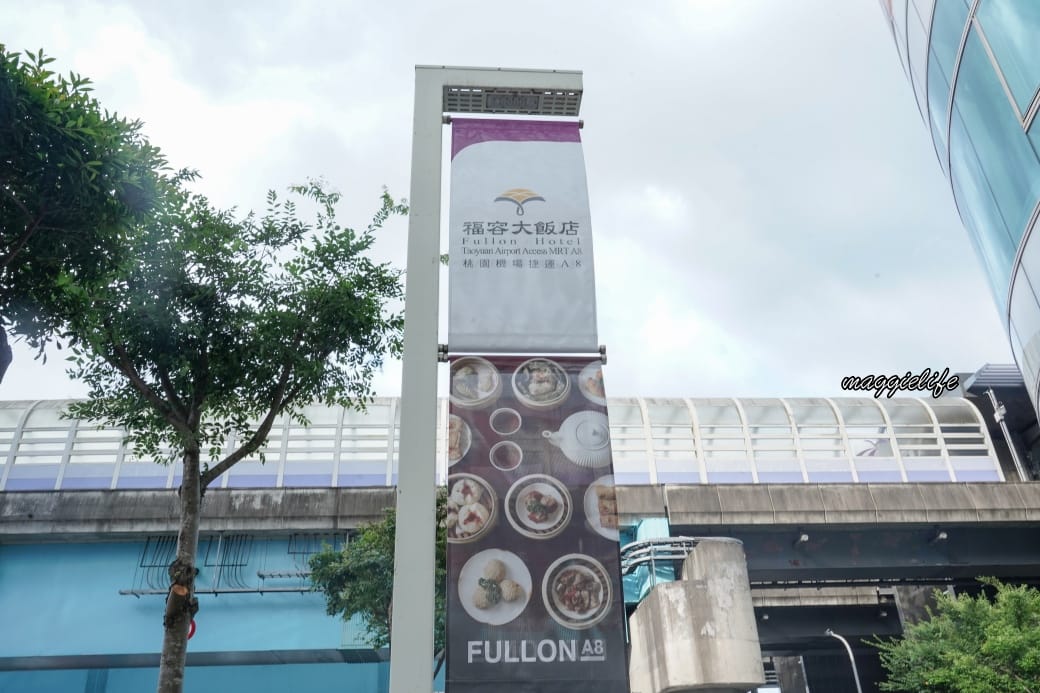 福容大飯店
Fullon Hotel
Taoyuan Airport Access MRT A8
桃園機場捷運A8
maggielife
FULLON A8